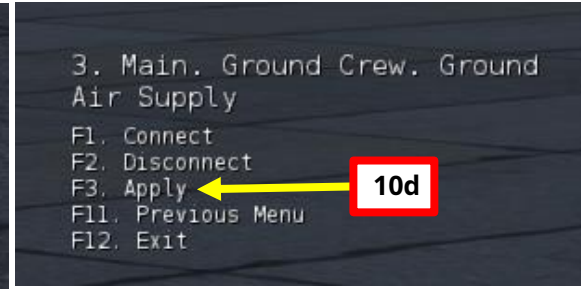 3. Main. Ground Crew. Ground
Air Supply
F1. Connect
F2. Disconnect
F3. Apply
10d
F11. Previous Menu
F12. Exit